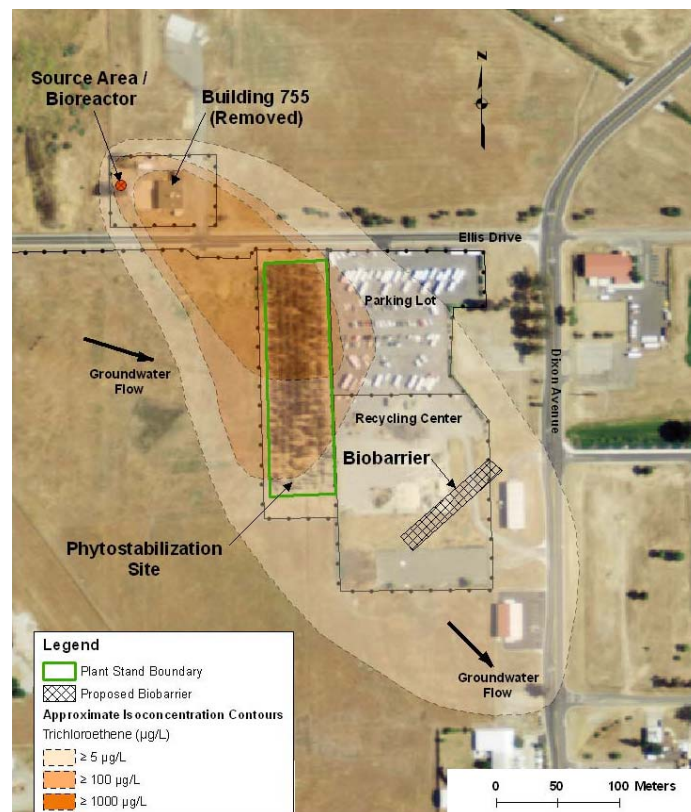 Source Area /
Bioreactor
Building 755
(Removed)
Z
Ellis Drive
Parking Lot
Groundwater
Flow
Dixon Avenue
Recycling Center
Biobarrier
Phytostabilization
Site
Groundwater
Flow
Legend
Plant Stand Boundary
Proposed Biobarrier
Approximate Isoconcentration Contours
Trichloroethene (µg/L)
≥ 5 µg/L
≥ 100 µg/L
≥ 1000 µg/L
0 50 100 Meters